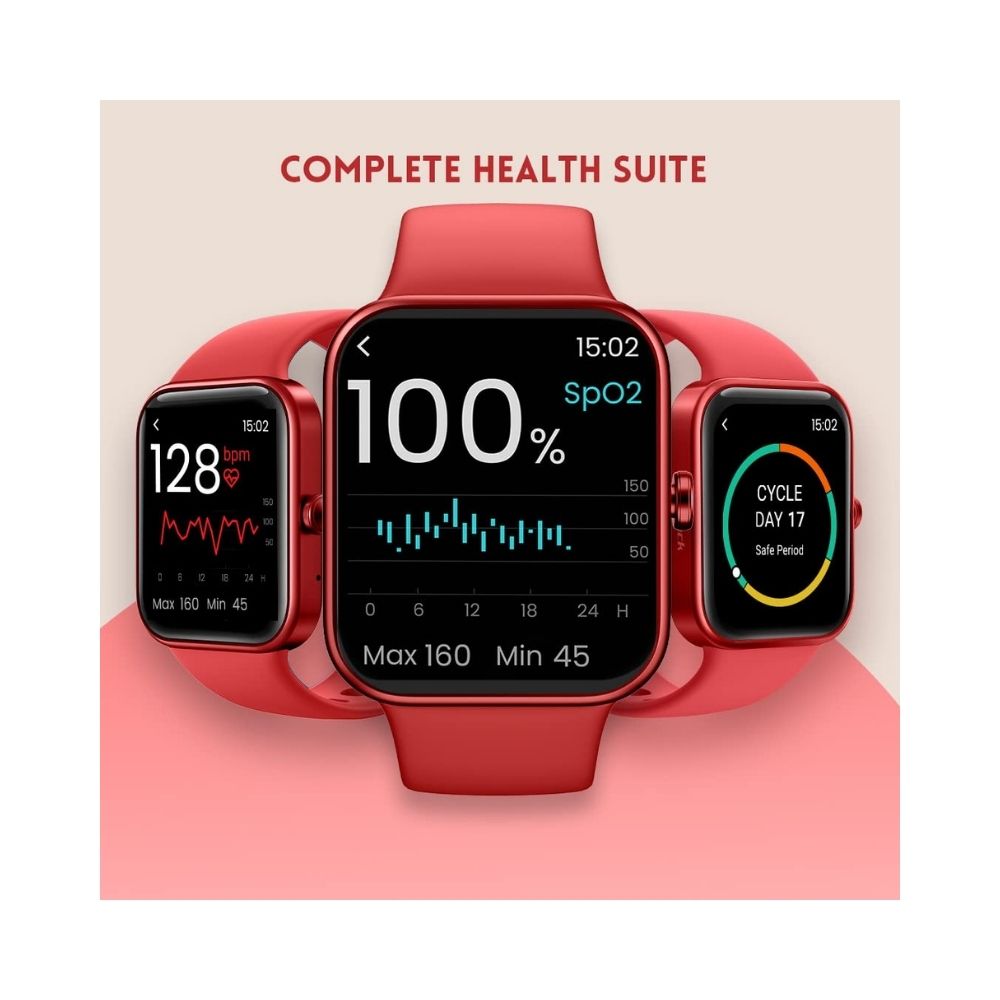 COMPLETE HEALTH SUITE
15:02
128 bpm
150
100
50
0 6 12 18 24 H
Max 160 Min 45
15:02
SpO2
100%
150
100
50
0 6 12 18 24 H
Max 160 Min 45
15:02
CYCLE
DAY 17
Safe Period